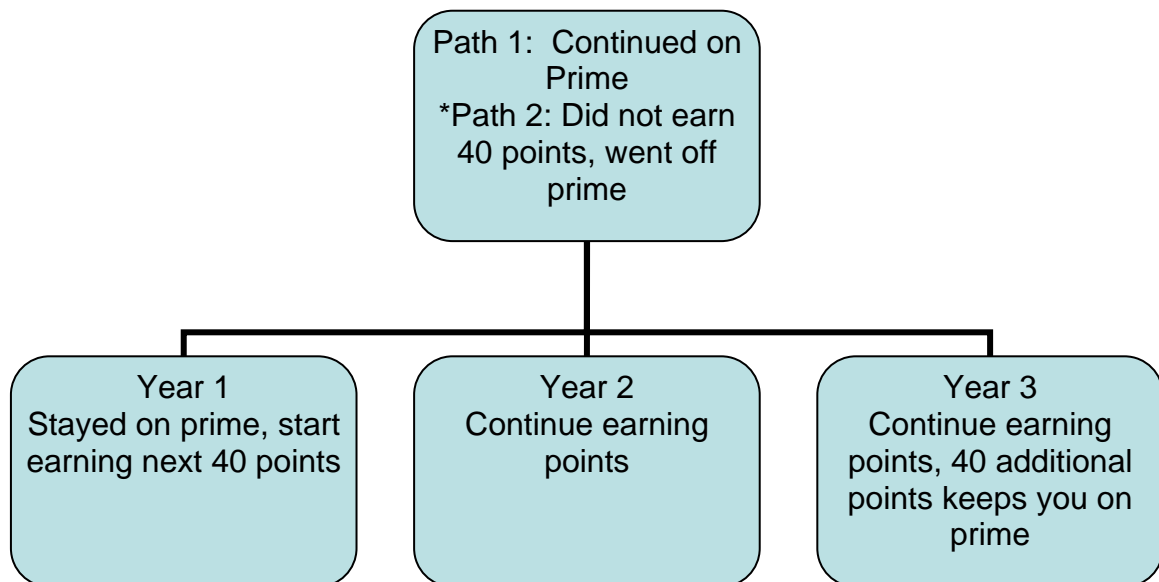 Path 1:  Continued on
Prime
*Path 2: Did not earn
40 points, went off
prime
Year 1
Stayed on prime, start
earning next 40 points
Year 2
Continue earning
points
Year 3
Continue earning
points, 40 additional
points keeps you on
prime